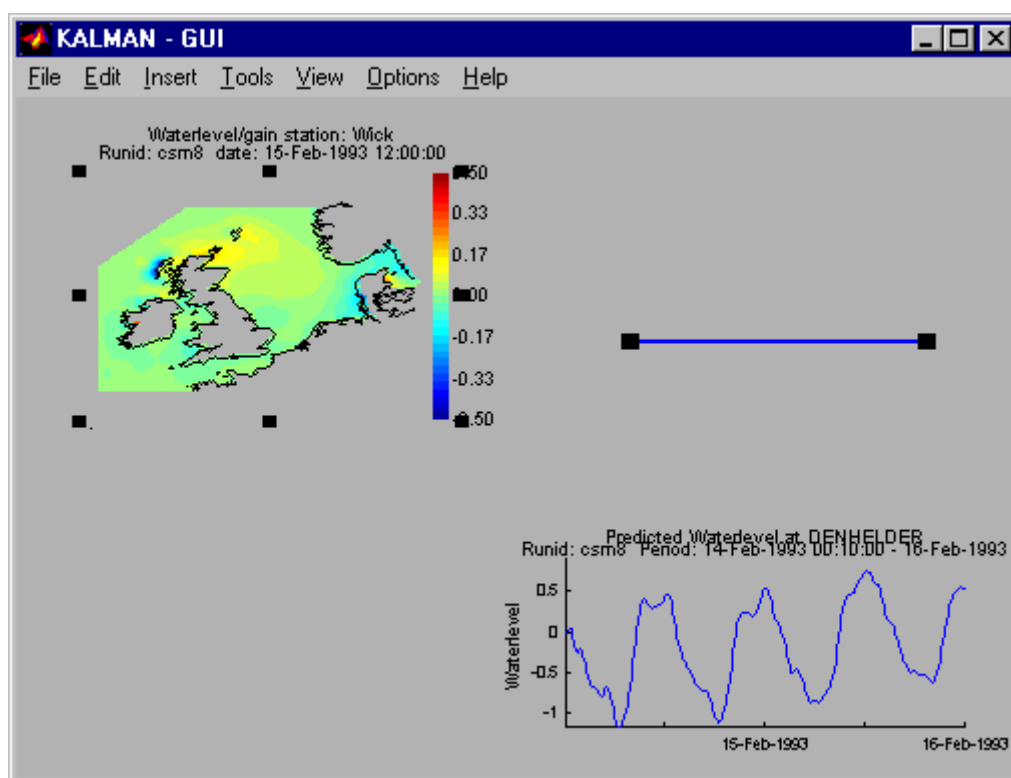 KALMAN - GUI
File Edit Insert Tools View Options Help
Waterlevel/gain station: Wick
Runid: csm8 date: 15-Feb-1993 12:00:00
0.33
0.17
-0.17
-0.33
Predicted Waterlevel at DENHELDER
Runid: csm8 Period: 14-Feb-1993 00:10:00 - 16-Feb-1993
Waterlevel
0.5
0
-0.5
-1
15-Feb-1993 16-Feb-1993